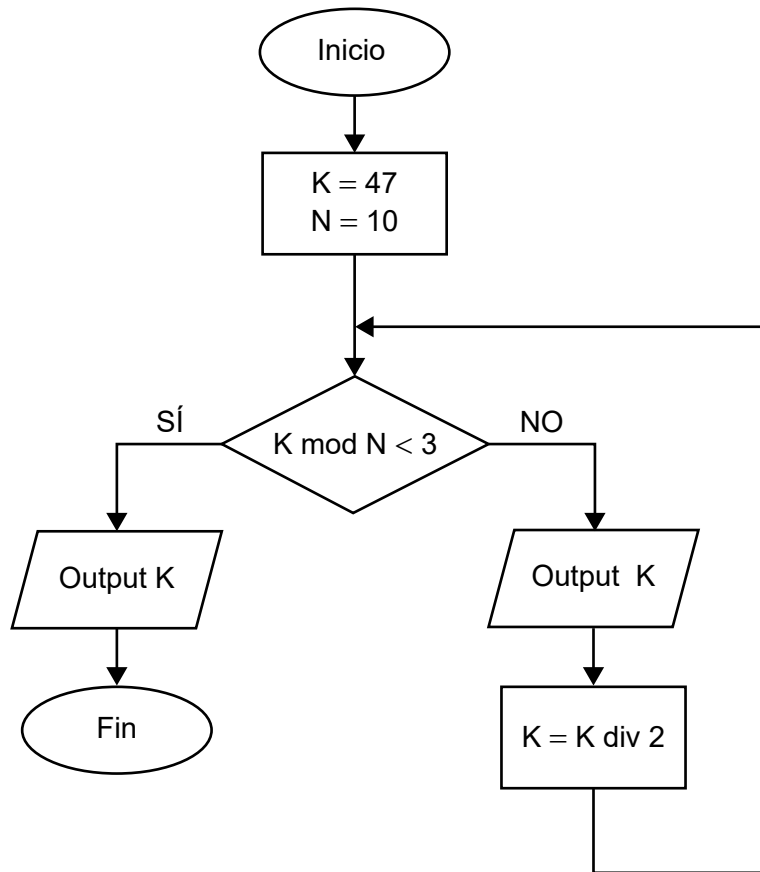 Inicio
K = 47
N = 10
SÍ
K mod N < 3
NO
Output K
Output K
Fin
K = K div 2